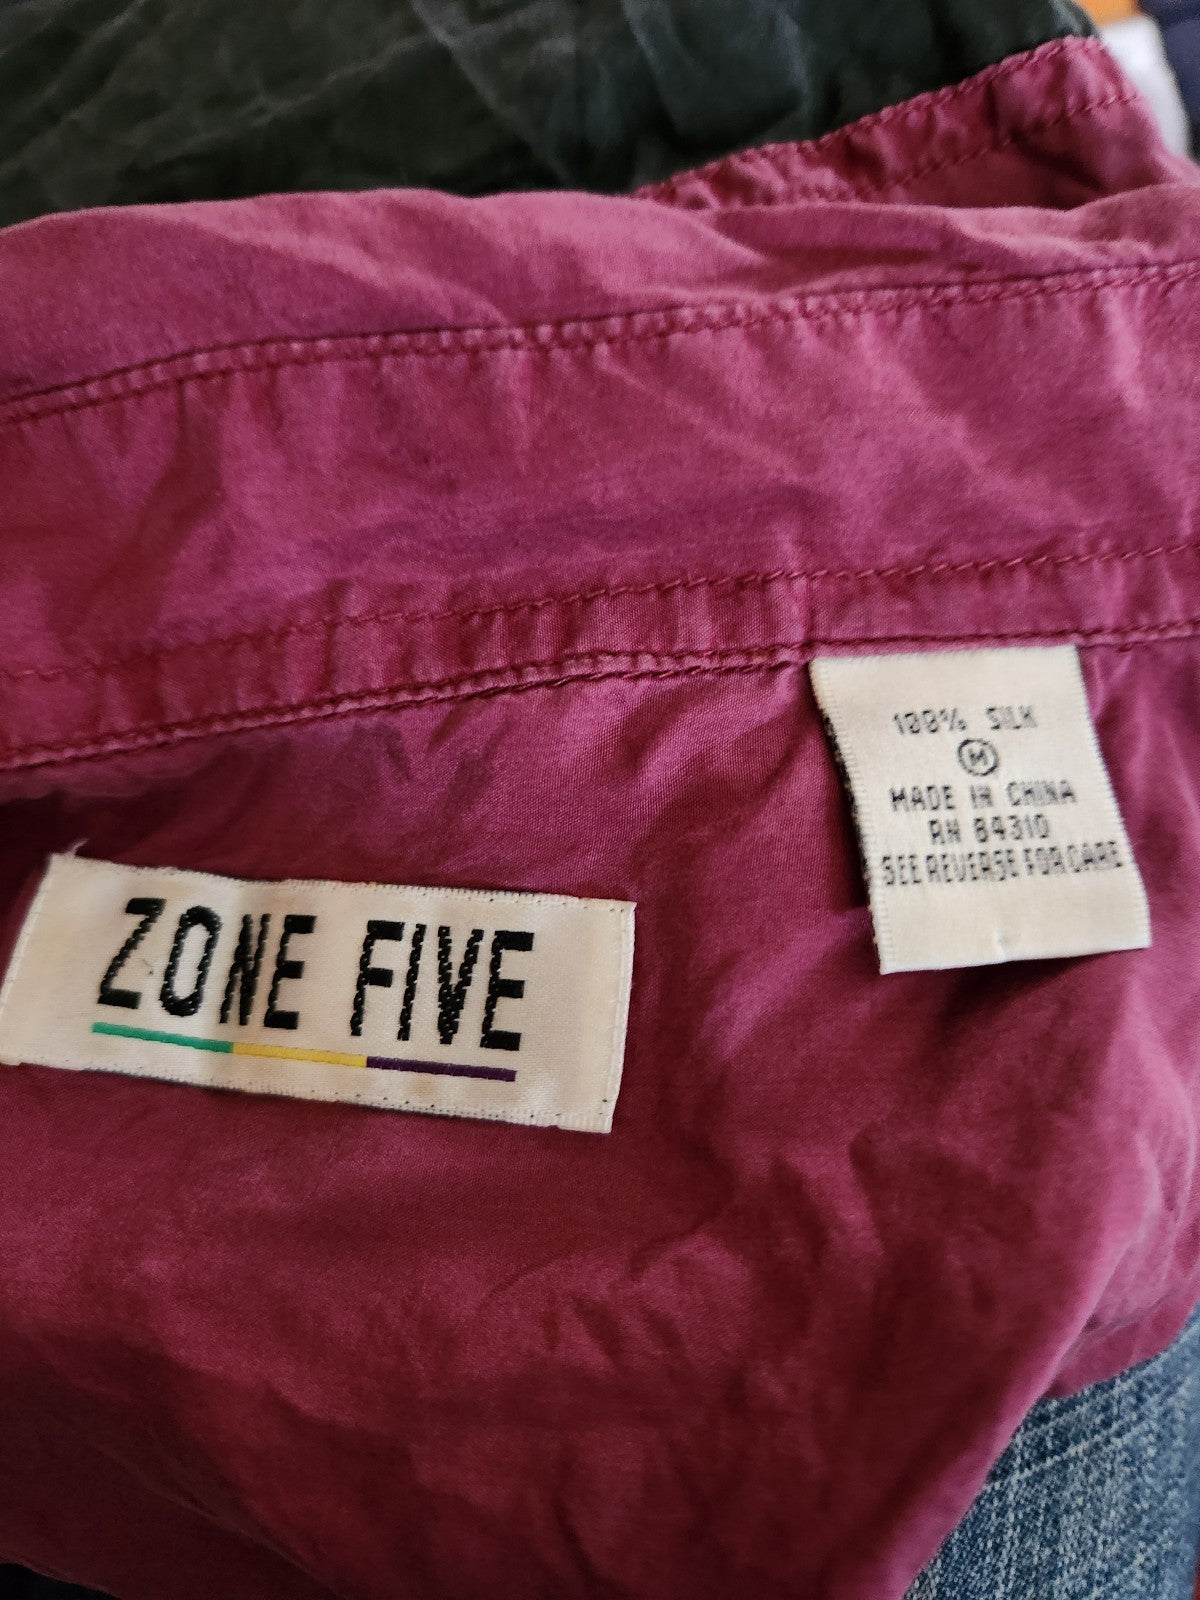 ZONE FIVE
100% SILK
M
MADE IN CHINA
RN 84310
SEE REVERSE FOR CARE